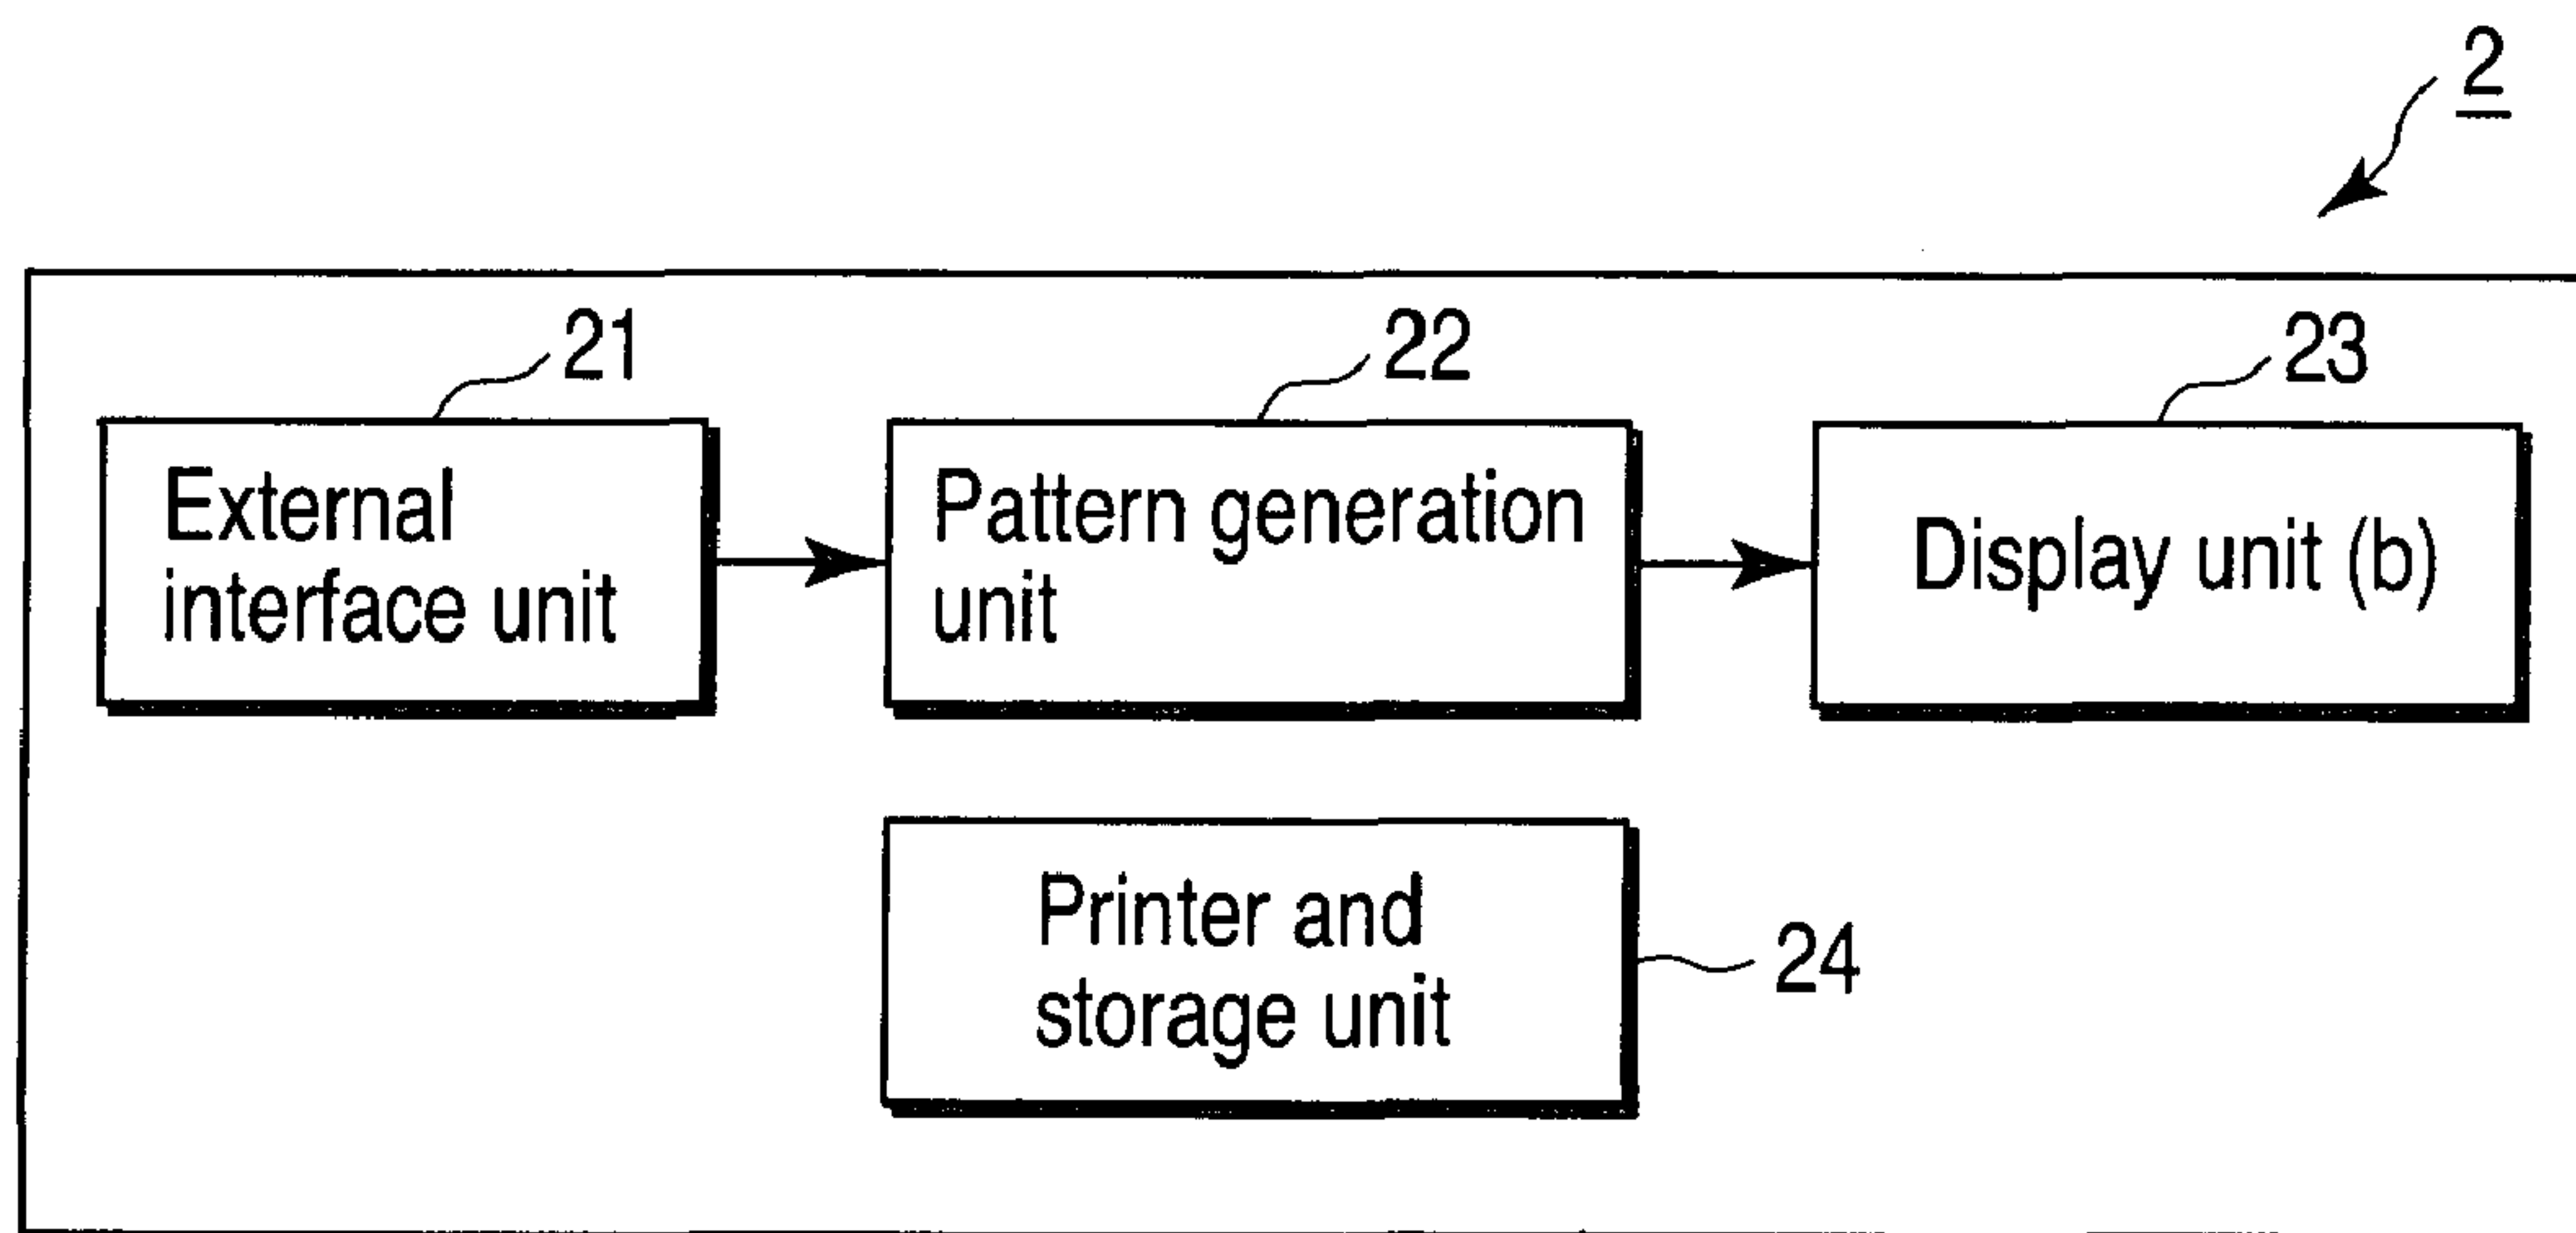 2
21
22
23
External
interface unit
Pattern generation
unit
Display unit (b)
Printer and
storage unit
24